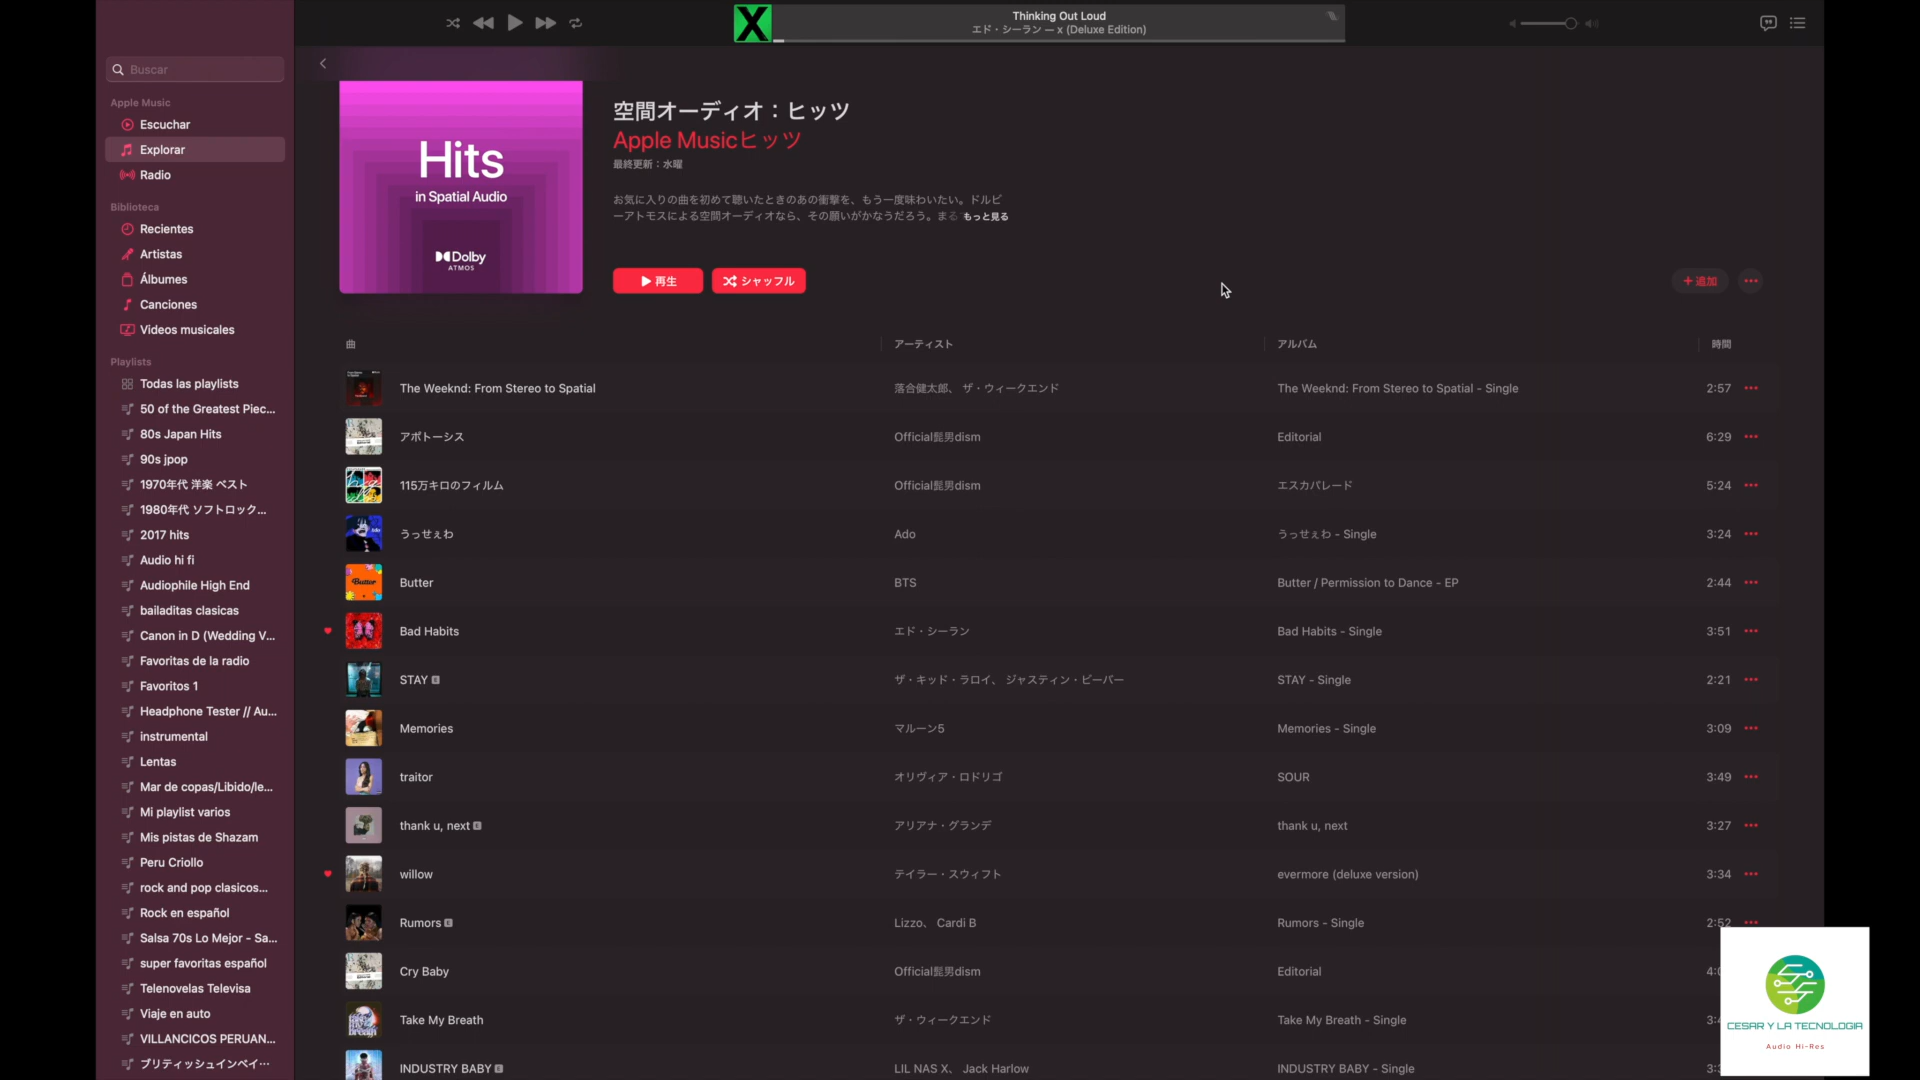 Thinking Out Loud
エド・シーラン — x (Deluxe Edition)
Buscar
Apple Music
Escuchar
Explorar
Radio
Biblioteca
Recientes
Artistas
Álbumes
Canciones
Videos musicales
Playlists
Todas las playlists
50 of the Greatest Piec...
80s Japan Hits
90s jpop
1970年代 洋楽 ベスト
1980年代 ソフトロック...
2017 hits
Audio hi fi
Audiophile High End
bailaditas clasicas
Canon in D (Wedding V...
Favoritas de la radio
Favoritos 1
Headphone Tester // Au...
instrumental
Lentas
Mar de copas/Libido/le...
Mi playlist varios
Mis pistas de Shazam
Peru Criollo
rock and pop clasicos...
Rock en español
Salsa 70s Lo Mejor - Sa...
super favoritas español
Telenovelas Televisa
Viaje en auto
VILLANCICOS PERUAN...
ブリティッシュインベイ...
Hits
in Spatial Audio
Dolby
ATMOS
空間オーディオ：ヒッツ
Apple Musicヒッツ
最終更新：水曜
お気に入りの曲を初めて聴いたときのあの衝撃を、もう一度味わいたい。ドルビ
ーアトモスによる空間オーディオなら、その願いがかなうだろう。まる もっと見る
再生 シャッフル
+追加
曲 アーティスト アルバム 時間
The Weeknd: From Stereo to Spatial 落合健太郎、 ザ・ウィークエンド The Weeknd: From Stereo to Spatial - Single 2:57
アポトーシス Official髭男dism Editorial 6:29
115万キロのフィルム Official髭男dism エスカパレード 5:24
うっせぇわ Ado うっせぇわ - Single 3:24
Butter BTS Butter / Permission to Dance - EP 2:44
Bad Habits エド・シーラン Bad Habits - Single 3:51
STAY E ザ・キッド・ラロイ、 ジャスティン・ビーバー STAY - Single 2:21
Memories マルーン5 Memories - Single 3:09
traitor オリヴィア・ロドリゴ SOUR 3:49
thank u, next E アリアナ・グランデ thank u, next 3:27
willow テイラー・スウィフト evermore (deluxe version) 3:34
Rumors E Lizzo、 Cardi B Rumors - Single 2:52
Cry Baby Official髭男dism Editorial
Take My Breath ザ・ウィークエンド Take My Breath - Single
INDUSTRY BABY E LIL NAS X、 Jack Harlow INDUSTRY BABY - Single
CESAR Y LA TECNOLOGIA
Audio Hi-Res